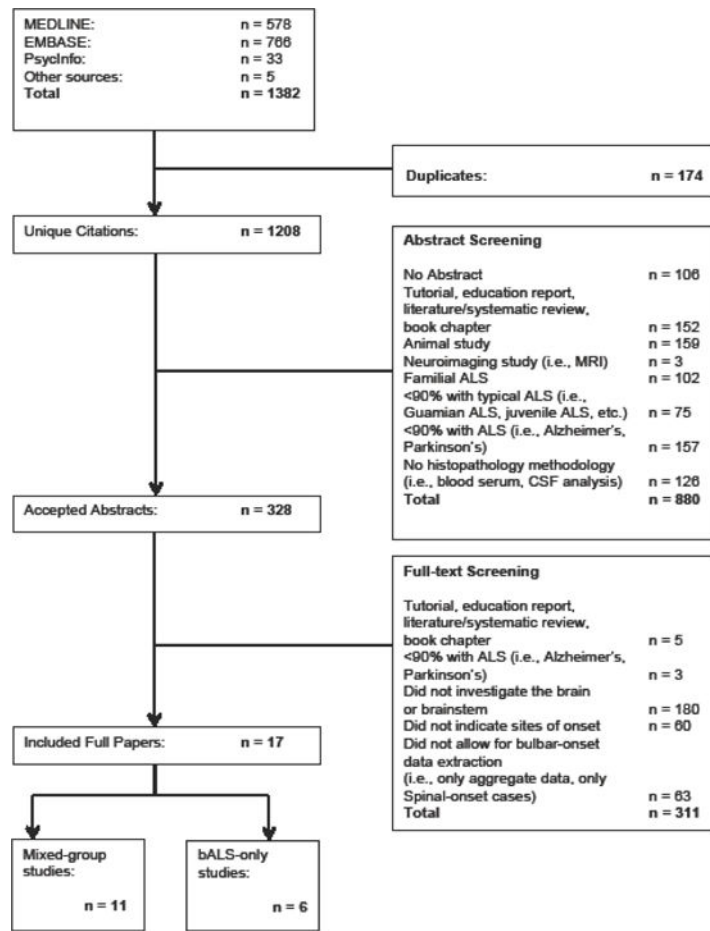 MEDLINE: n = 578
EMBASE: n = 766
PsycInfo: n = 33
Other sources: n = 5
Total n = 1382
Duplicates: n = 174
Unique Citations: n = 1208
Abstract Screening
No Abstract n = 106
Tutorial, education report,
literature/systematic review,
book chapter n = 152
Animal study n = 159
Neuroimaging study (i.e., MRI) n = 3
Familial ALS n = 102
<90% with typical ALS (i.e.,
Guamian ALS, juvenile ALS, etc.) n = 75
<90% with ALS (i.e., Alzheimer's,
Parkinson's) n = 157
No histopathology methodology
(i.e., blood serum, CSF analysis) n = 126
Total n = 880
Accepted Abstracts: n = 328
Full-text Screening
Tutorial, education report,
literature/systematic review,
book chapter n = 5
<90% with ALS (i.e., Alzheimer's,
Parkinson's) n = 3
Did not investigate the brain
or brainstem n = 180
Did not indicate sites of onset n = 60
Did not allow for bulbar-onset
data extraction
(i.e., only aggregate data, only
Spinal-onset cases) n = 63
Total n = 311
Included Full Papers: n = 17
Mixed-group
studies:
n = 11
bALS-only
studies:
n = 6